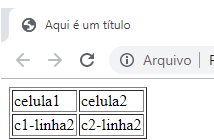 Aqui é um título
Arquivo
celula1 celula2
c1-linha2 c2-linha2